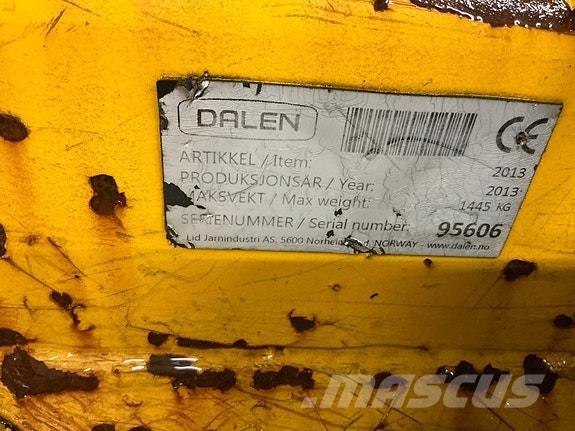 DALEN
CE
ARTIKKEL / Item: 2013
PRODUKSJONSÅR / Year: 2013
MAKSVEKT / Max weight: 1445 KG
SERIENUMMER / Serial number: 95606
Lid Jarnindustri AS, 5600 NORWAY - www.dalen.no
MASCUS